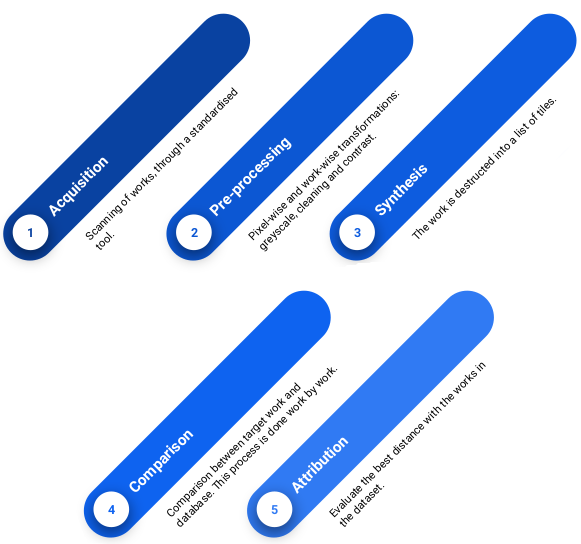 1
Acquisition
Scanning of works, through a standardised
tool.
2
Pre-processing
Pixel-wise and work-wise transformations:
greyscale, cleaning and contrast.
3
Synthesis
The work is destructed into a list of tiles.
4
Comparison
Comparison between target work and
database. This process is done work by work.
5
Attribution
Evaluate the best distance with the works in
the dataset.